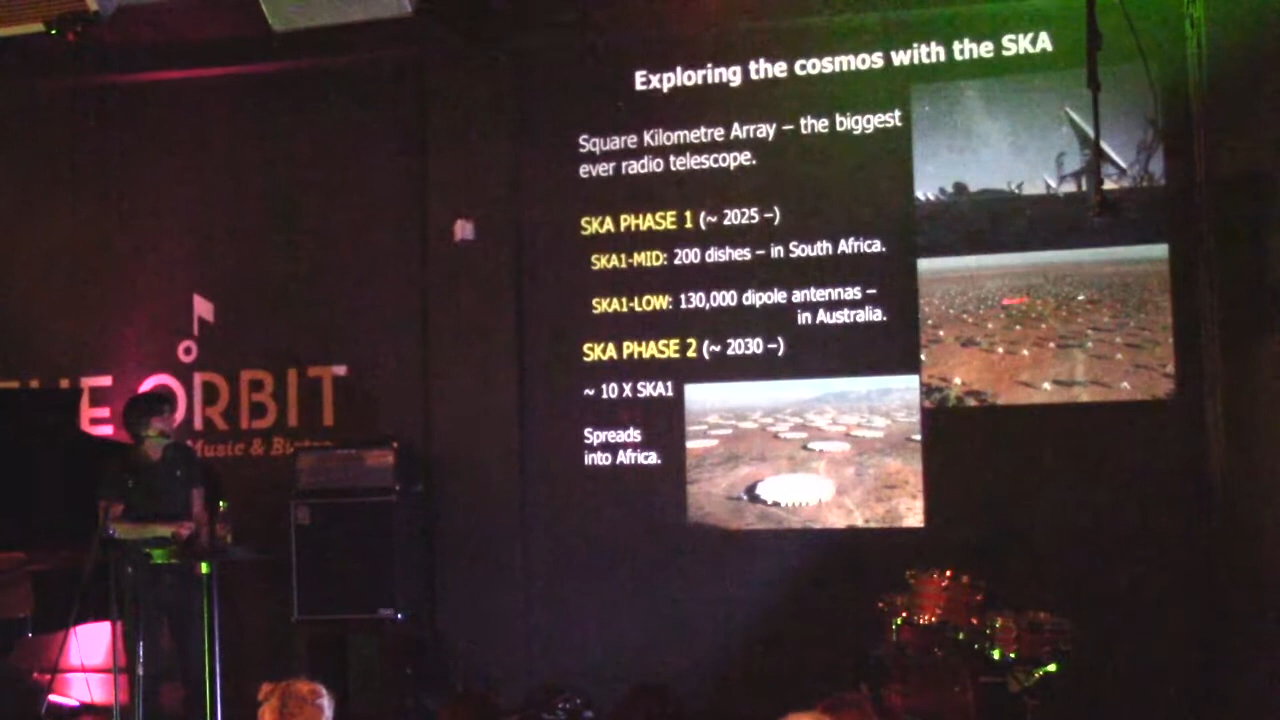 Exploring the cosmos with the SKA
Square Kilometre Array – the biggest
ever radio telescope.
SKA PHASE 1 (~ 2025 –)
SKA1-MID: 200 dishes – in South Africa.
SKA1-LOW: 130,000 dipole antennas –
in Australia.
SKA PHASE 2 (~ 2030 –)
~ 10 X SKA1
Spreads
into Africa.
THE ORBIT
Music & Bistro